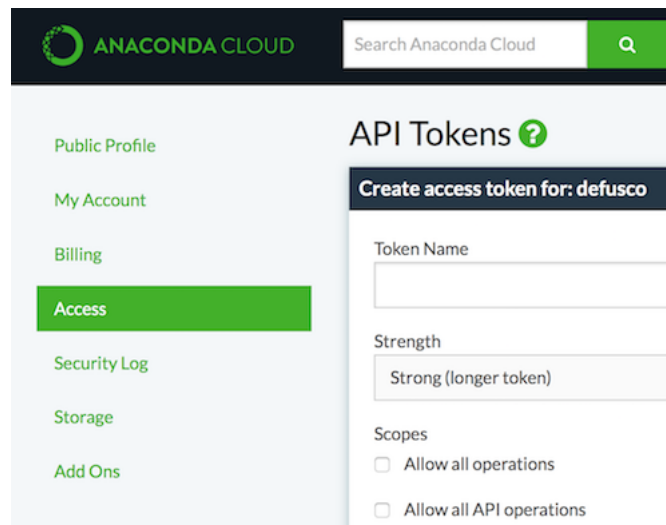 ANACONDA CLOUD
Search Anaconda Cloud
Public Profile
My Account
Billing
Access
Security Log
Storage
Add Ons
API Tokens ?
Create access token for: defusco
Token Name
Strength
Strong (longer token)
Scopes
Allow all operations
Allow all API operations